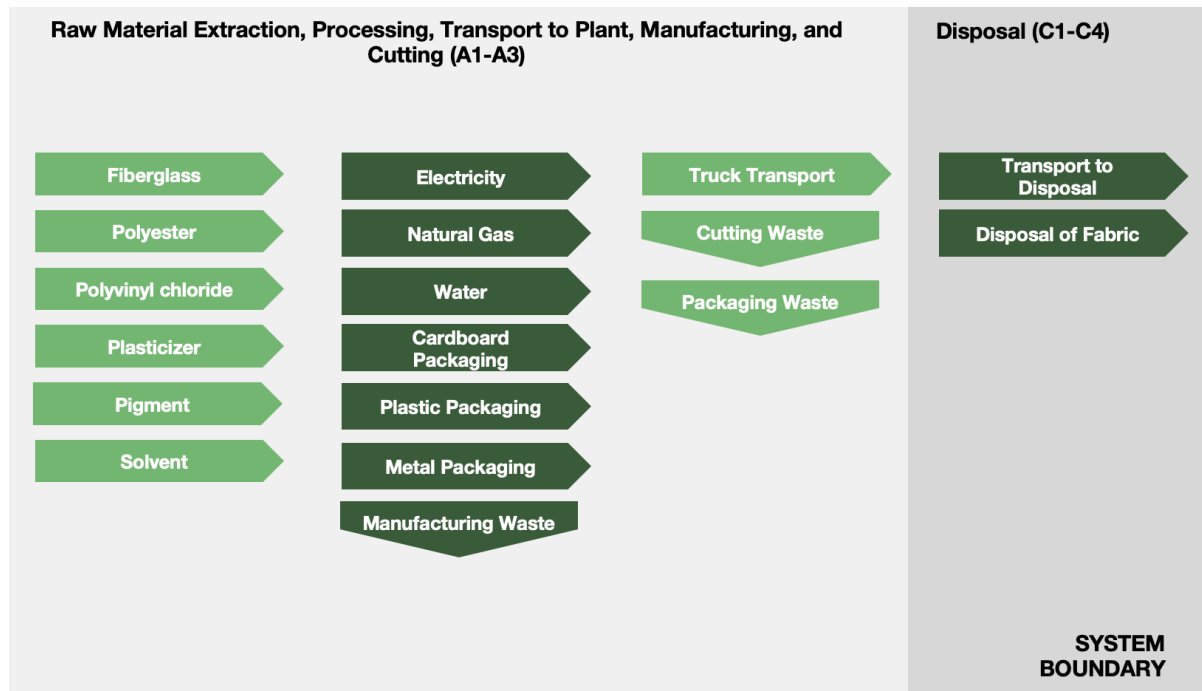 Raw Material Extraction, Processing, Transport to Plant, Manufacturing, and
Cutting (A1-A3)
Fiberglass
Polyester
Polyvinyl chloride
Plasticizer
Pigment
Solvent
Electricity
Natural Gas
Water
Cardboard
Packaging
Plastic Packaging
Metal Packaging
Manufacturing Waste
Truck Transport
Cutting Waste
Packaging Waste
Disposal (C1-C4)
Transport to
Disposal
Disposal of Fabric
SYSTEM
BOUNDARY